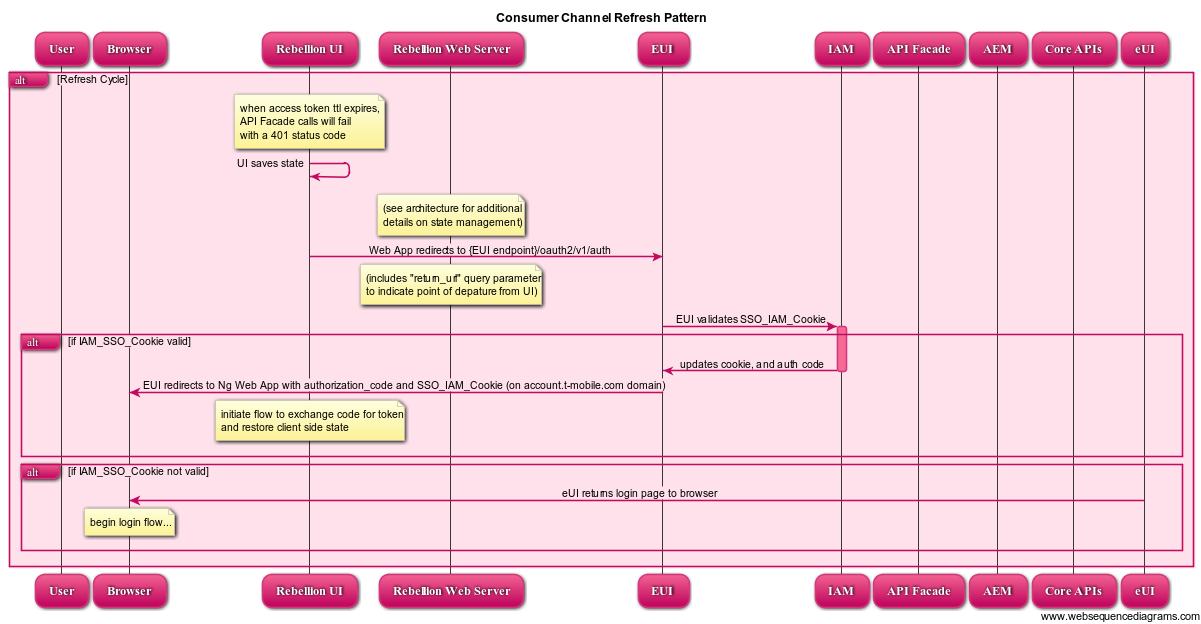 Consumer Channel Refresh Pattern
User Browser Rebellion UI Rebellion Web Server EUI IAM API Facade AEM Core APIs eUI
alt [Refresh Cycle]
when access token ttl expires,
API Facade calls will fail
with a 401 status code
UI saves state
(see architecture for additional
details on state management)
Web App redirects to {EUI endpoint}/oauth2/v1/auth
(includes "return_url" query parameter
to indicate point of depature from UI)
EUI validates SSO_IAM_Cookie
alt [if IAM_SSO_Cookie valid]
updates cookie, and auth code
EUI redirects to Ng Web App with authorization_code and SSO_IAM_Cookie (on account.t-mobile.com domain)
initiate flow to exchange code for token
and restore client side state
alt [if IAM_SSO_Cookie not valid]
eUI returns login page to browser
begin login flow...
User Browser Rebellion UI Rebellion Web Server EUI IAM API Facade AEM Core APIs eUI
www.websequencediagrams.com